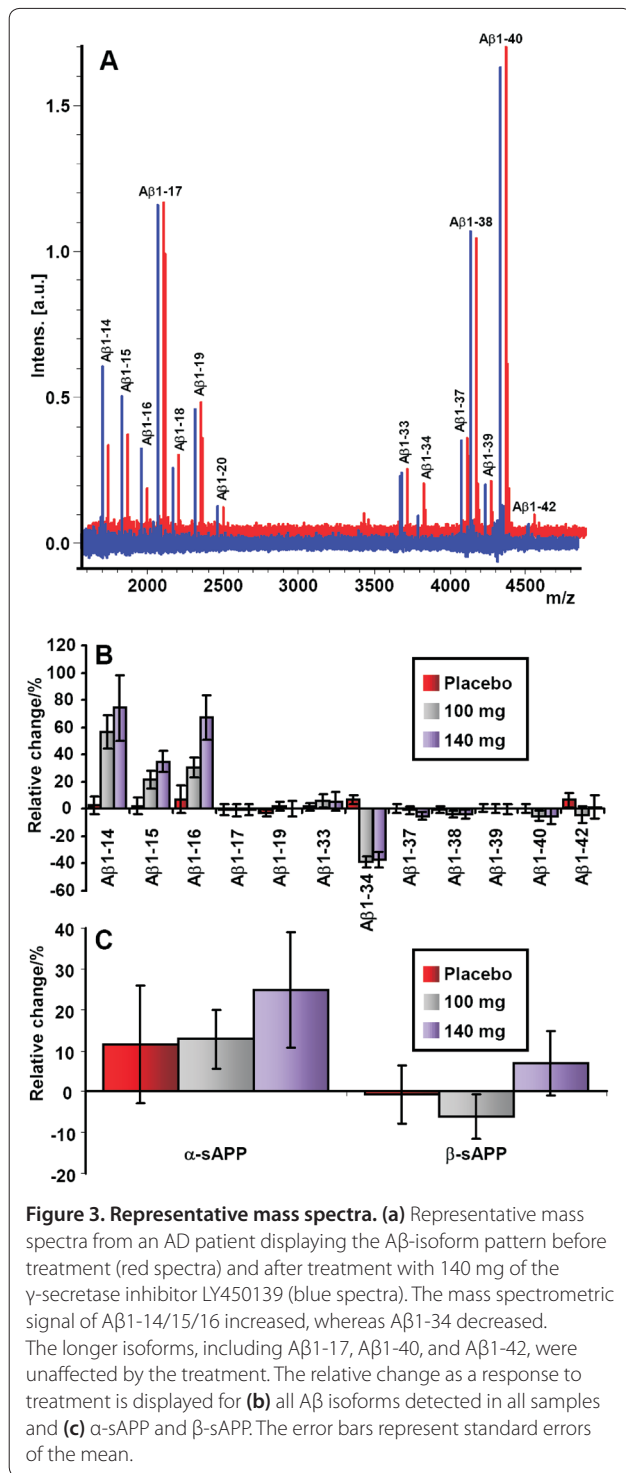 A
Intens. [a.u.]
1.5
1.0
0.5
0.0
Aβ1-14
Aβ1-15
Aβ1-16
Aβ1-17
Aβ1-18
Aβ1-19
Aβ1-20
Aβ1-33
Aβ1-34
Aβ1-37
Aβ1-38
Aβ1-39
Aβ1-40
Aβ1-42
2000 2500 3000 3500 4000 4500
m/z
B
Relative change/%
120
100
80
60
40
20
0
-20
-40
-60
Placebo
100 mg
140 mg
Aβ1-14
Aβ1-15
Aβ1-16
Aβ1-17
Aβ1-19
Aβ1-33
Aβ1-34
Aβ1-37
Aβ1-38
Aβ1-39
Aβ1-40
Aβ1-42
C
Relative change/%
40
30
20
10
0
-10
-20
Placebo
100 mg
140 mg
α-sAPP β-sAPP
Figure 3. Representative mass spectra. (a) Representative mass
spectra from an AD patient displaying the Aβ-isoform pattern before
treatment (red spectra) and after treatment with 140 mg of the
γ-secretase inhibitor LY450139 (blue spectra). The mass spectrometric
signal of Aβ1-14/15/16 increased, whereas Aβ1-34 decreased.
The longer isoforms, including Aβ1-17, Aβ1-40, and Aβ1-42, were
unaffected by the treatment. The relative change as a response to
treatment is displayed for (b) all Aβ isoforms detected in all samples
and (c) α-sAPP and β-sAPP. The error bars represent standard errors
of the mean.